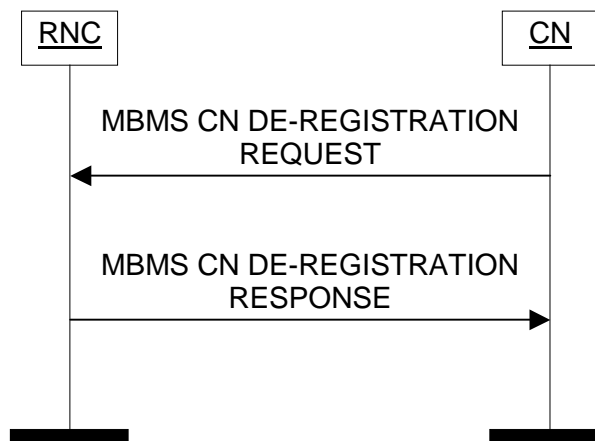 RNC
CN
MBMS CN DE-REGISTRATION
REQUEST
MBMS CN DE-REGISTRATION
RESPONSE